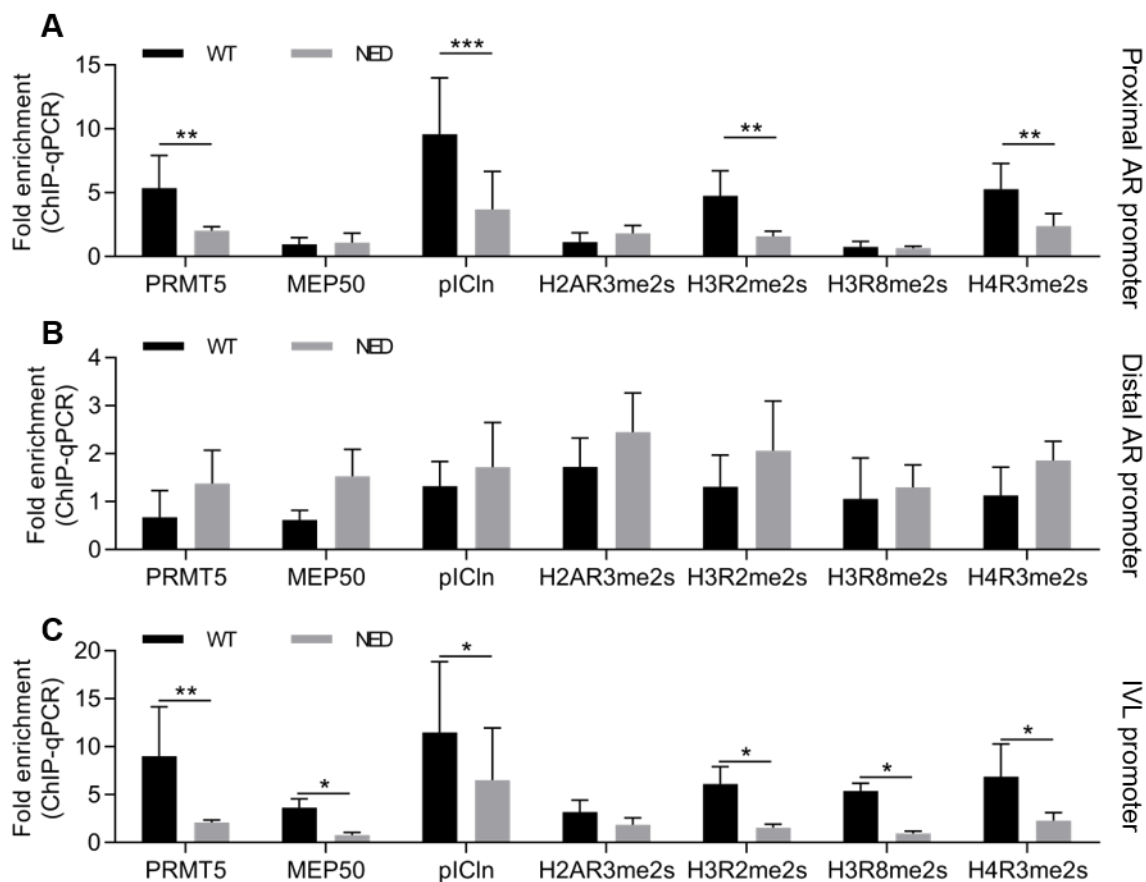 A
WT NED
***
15
**
**
**
10
5
0
Fold enrichment
(ChIP-qPCR)
PRMT5 MEP50 pICln H2AR3me2s H3R2me2s H3R8me2s H4R3me2s
Proximal AR promoter
B
WT NED
4
3
2
1
0
Fold enrichment
(ChIP-qPCR)
PRMT5 MEP50 pICln H2AR3me2s H3R2me2s H3R8me2s H4R3me2s
Distal AR promoter
C
WT NED
20
*
**
*
*
*
*
15
10
5
0
Fold enrichment
(ChIP-qPCR)
PRMT5 MEP50 pICln H2AR3me2s H3R2me2s H3R8me2s H4R3me2s
IVL promoter